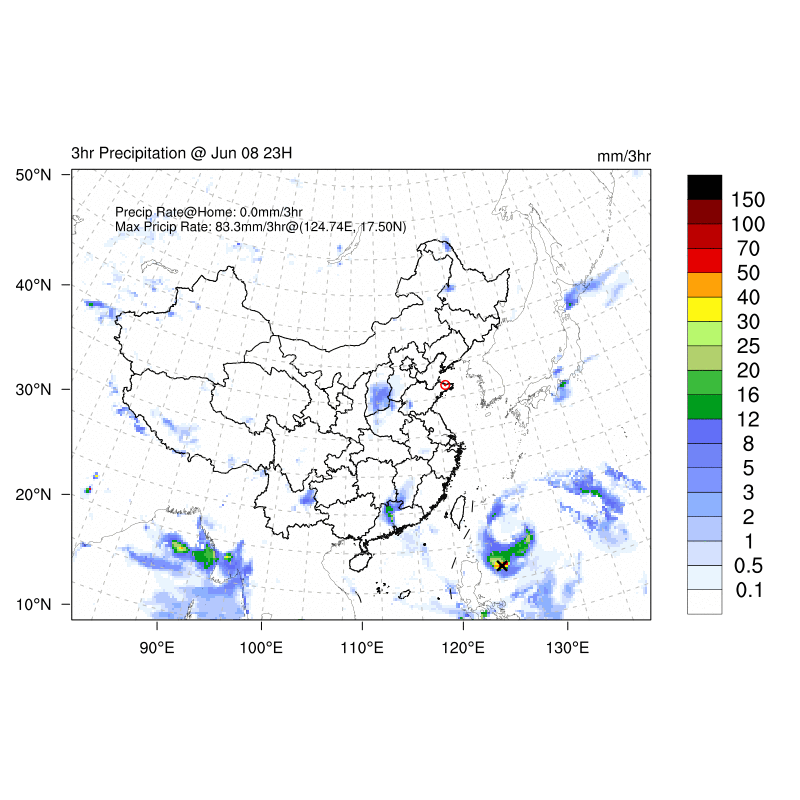 3hr Precipitation @ Jun 08 23H
mm/3hr
Precip Rate@Home: 0.0mm/3hr
Max Pricip Rate: 83.3mm/3hr@(124.74E, 17.50N)
50°N
40°N
30°N
20°N
10°N
90°E
100°E
110°E
120°E
130°E
150
100
70
50
40
30
25
20
16
12
8
5
3
2
1
0.5
0.1